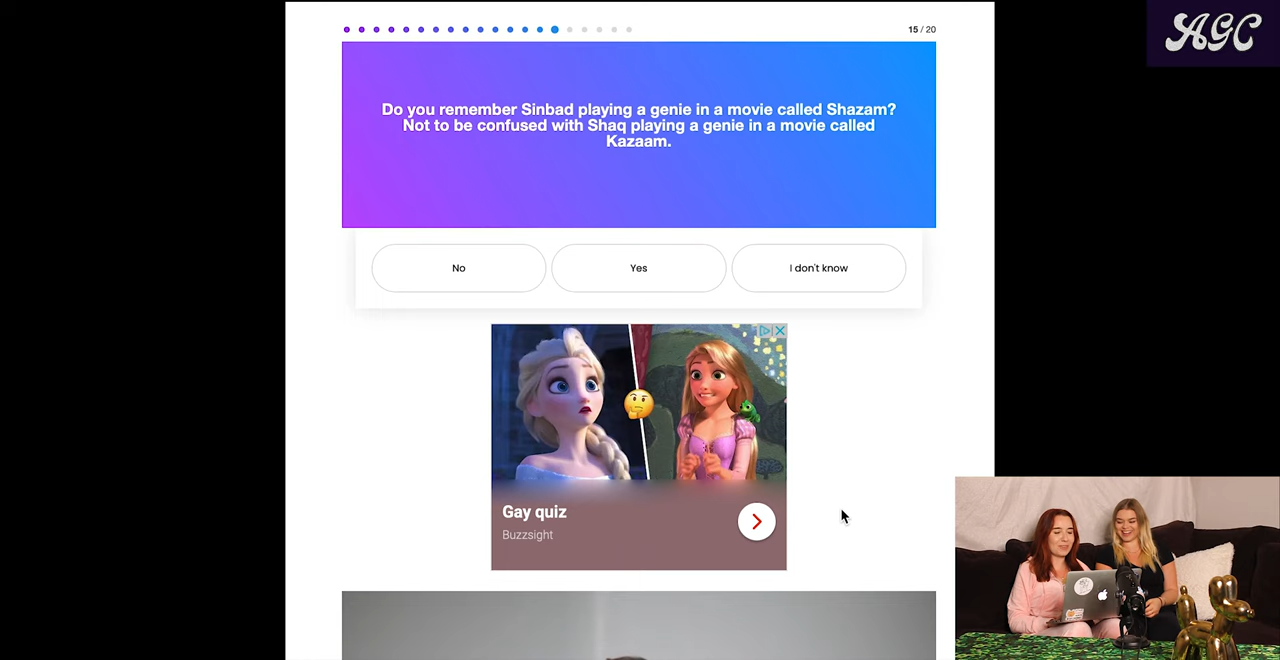 AGC
15 / 20
Do you remember Sinbad playing a genie in a movie called Shazam?
Not to be confused with Shaq playing a genie in a movie called
Kazaam.
No
Yes
I don't know
Gay quiz
Buzzsight